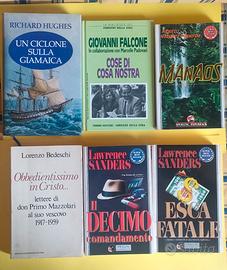 RICHARD HUGHES
UN CICLONE
SULLA
GIAMAICA
GIOVANNI FALCONE
in collaborazione con Marcelle Padovani
COSE DI
COSA NOSTRA
MANAOS
Lorenzo Bedeschi
Obbedientissimo
in Cristo...
lettere di
don Primo Mazzolari
al suo vescovo
1917-1959
Lawrence
SANDERS
IL
DECIMO
comandamento
Lawrence
SANDERS
ESCA
FATALE